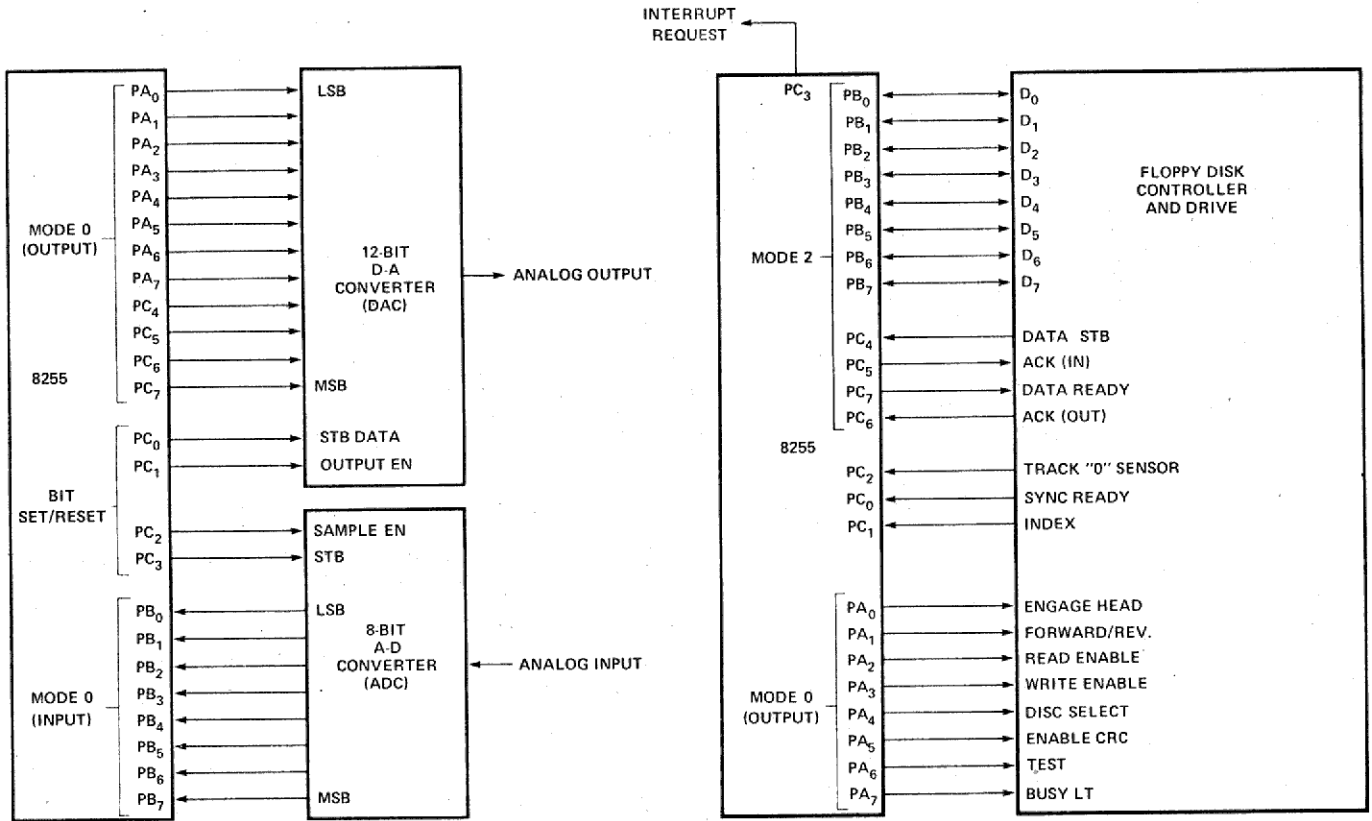 INTERRUPT
REQUEST
MODE 0
(OUTPUT)
8255
BIT
SET/RESET
MODE 0
(INPUT)
PA0
PA1
PA2
PA3
PA4
PA5
PA6
PA7
PC4
PC5
PC6
PC7
PC0
PC1
PC2
PC3
PB0
PB1
PB2
PB3
PB4
PB5
PB6
PB7
LSB
12-BIT
D-A
CONVERTER
(DAC)
MSB
STB DATA
OUTPUT EN
ANALOG OUTPUT
SAMPLE EN
STB
LSB
8-BIT
A-D
CONVERTER
(ADC)
MSB
ANALOG INPUT
PC3
MODE 2
8255
MODE 0
(OUTPUT)
PB0
PB1
PB2
PB3
PB4
PB5
PB6
PB7
PC4
PC5
PC7
PC6
PC2
PC0
PC1
PA0
PA1
PA2
PA3
PA4
PA5
PA6
PA7
D0
D1
D2
D3
D4
D5
D6
D7
FLOPPY DISK
CONTROLLER
AND DRIVE
DATA STB
ACK (IN)
DATA READY
ACK (OUT)
TRACK "0" SENSOR
SYNC READY
INDEX
ENGAGE HEAD
FORWARD/REV.
READ ENABLE
WRITE ENABLE
DISC SELECT
ENABLE CRC
TEST
BUSY LT